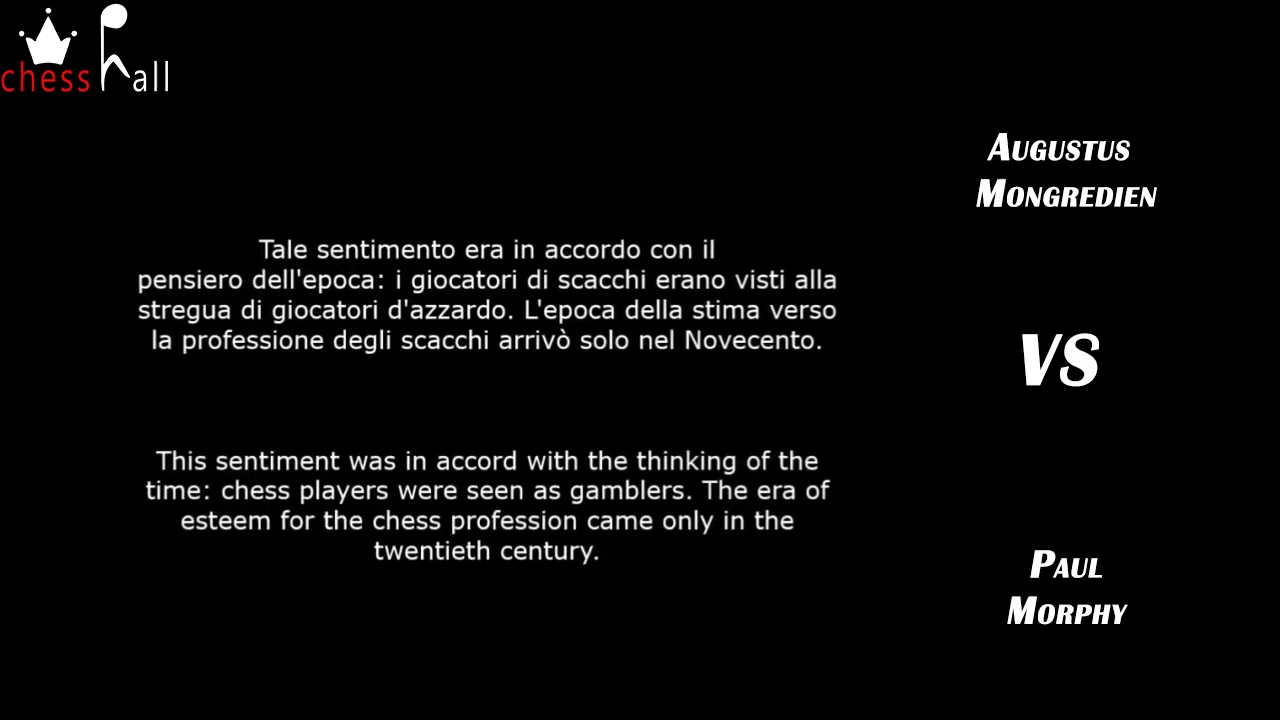 chess hall
Tale sentimento era in accordo con il
pensiero dell'epoca: i giocatori di scacchi erano visti alla
stregua di giocatori d'azzardo. L'epoca della stima verso
la professione degli scacchi arrivò solo nel Novecento.
This sentiment was in accord with the thinking of the
time: chess players were seen as gamblers. The era of
esteem for the chess profession came only in the
twentieth century.
AUGUSTUS
MONGREDIEN
VS
PAUL
MORPHY